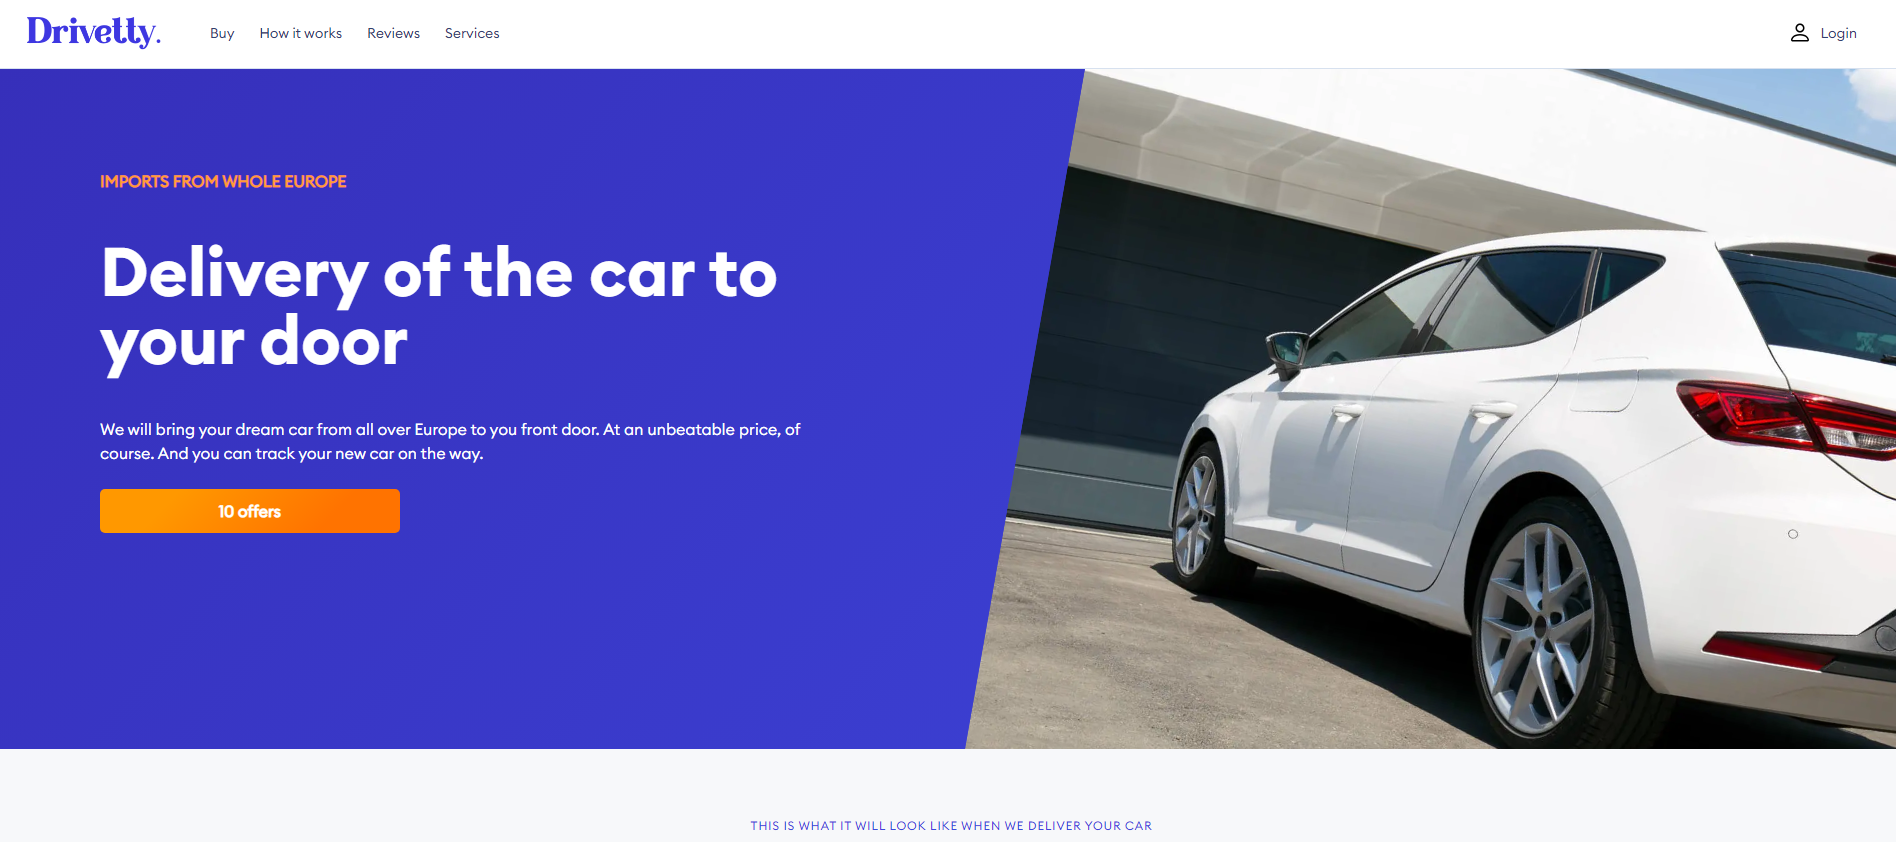 Drivetty.
Buy
How it works
Reviews
Services
Login
IMPORTS FROM WHOLE EUROPE
Delivery of the car to
your door
We will bring your dream car from all over Europe to you front door. At an unbeatable price, of
course. And you can track your new car on the way.
10 offers
THIS IS WHAT IT WILL LOOK LIKE WHEN WE DELIVER YOUR CAR